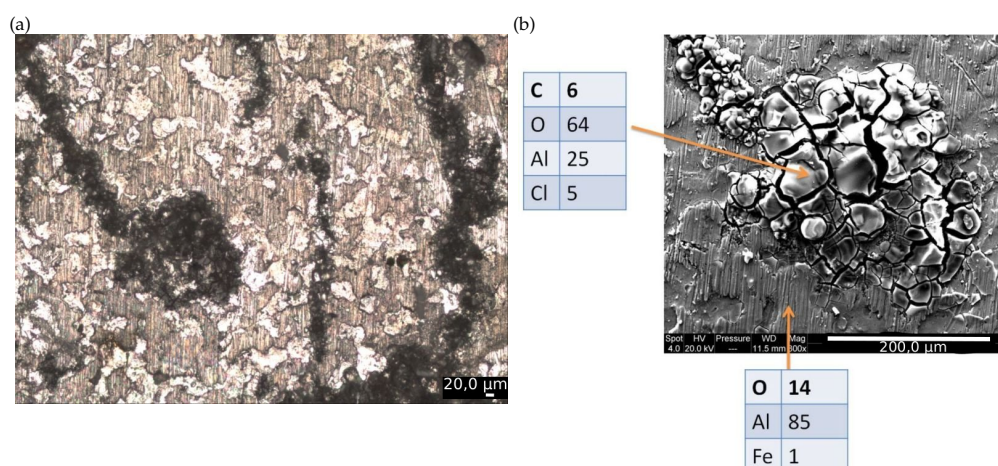 (a)
(b)
C 6
O 64
Al 25
Cl 5
Spot HV Pressure WD Mag
4.0 20.0 kV --- 11.5 mm 800x
200,0 µm
20,0 µm
O 14
Al 85
Fe 1